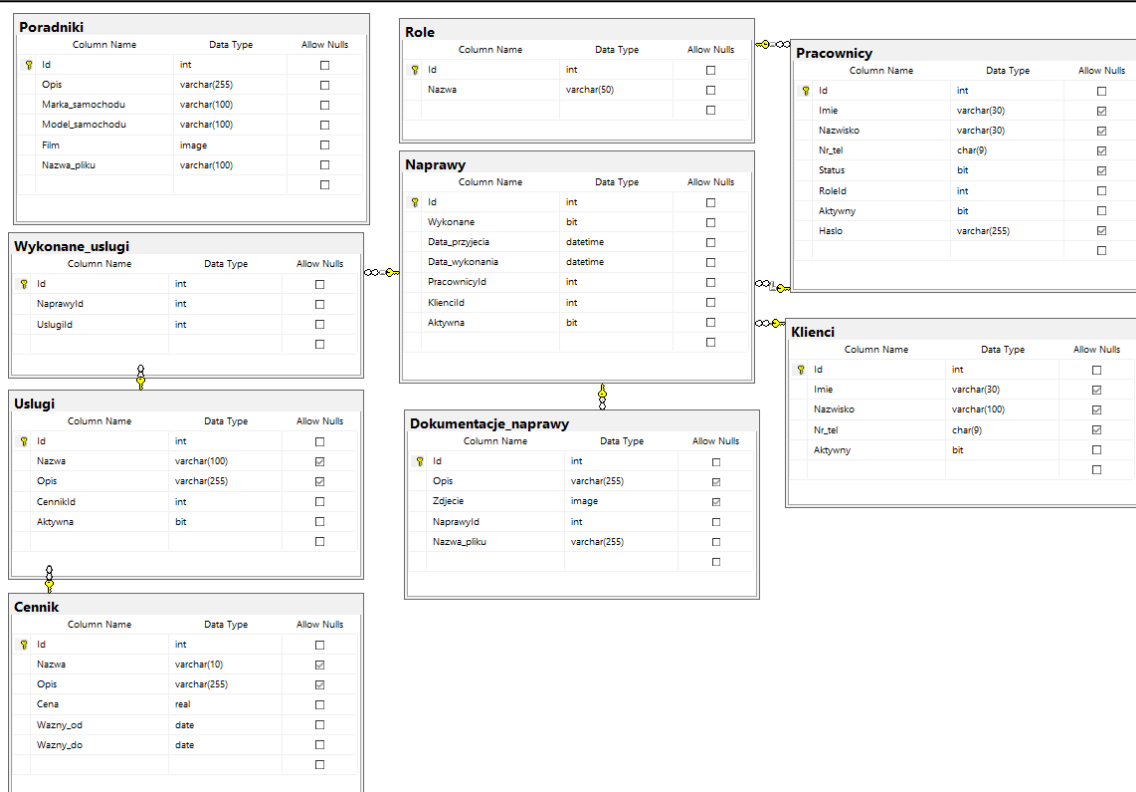 Poradniki
Column Name Data Type Allow Nulls
Id int
Opis varchar(255)
Marka_samochodu varchar(100)
Model_samochodu varchar(100)
Film image
Nazwa_pliku varchar(100)
Role
Column Name Data Type Allow Nulls
Id int
Nazwa varchar(50)
Pracownicy
Column Name Data Type Allow Nulls
Id int
Imie varchar(30)
Nazwisko varchar(30)
Nr_tel char(9)
Status bit
RoleId int
Aktywny bit
Haslo varchar(255)
Naprawy
Column Name Data Type Allow Nulls
Id int
Wykonane bit
Data_przyjecia datetime
Data_wykonania datetime
PracownicyId int
KlienciId int
Aktywna bit
Wykonane_uslugi
Column Name Data Type Allow Nulls
Id int
NaprawyId int
UslugiId int
Klienci
Column Name Data Type Allow Nulls
Id int
Imie varchar(30)
Nazwisko varchar(100)
Nr_tel char(9)
Aktywny bit
Uslugi
Column Name Data Type Allow Nulls
Id int
Nazwa varchar(100)
Opis varchar(255)
CennikId int
Aktywna bit
Dokumentacje_naprawy
Column Name Data Type Allow Nulls
Id int
Opis varchar(255)
Zdjecie image
NaprawyId int
Nazwa_pliku varchar(255)
Cennik
Column Name Data Type Allow Nulls
Id int
Nazwa varchar(10)
Opis varchar(255)
Cena real
Wazny_od date
Wazny_do date